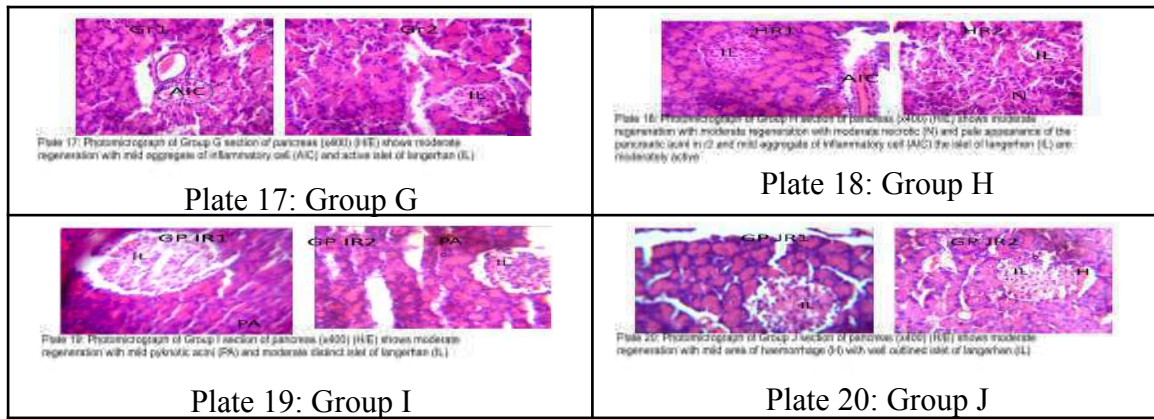 Gr1
Gr2
AIC
IL
Plate 17: Photomicrograph of Group G section of pancreas (x400) (H/E) shows moderate
regeneration with mild aggregate of inflammatory cell (AIC) and active islet of langerhan (IL)
Plate 17: Group G
HR1
HR2
IL
IL
AIC
N
Plate 18: Photomicrograph of Group H section of pancreas (x400) (H/E) shows moderate
regeneration with moderate regeneration with moderate necrotic (N) and pale appearance of the
pancreatic acini in r2 and mild aggregate of inflammatory cell (AIC) the islet of langerhan (IL) are
moderately active
Plate 18: Group H
GP IR1
GP IR2
PA
IL
IL
PA
Plate 19: Photomicrograph of Group I section of pancreas (x400) (H/E) shows moderate
regeneration with mild pyknotic acini (PA) and moderate distinct islet of langerhan (IL)
Plate 19: Group I
GP JR1
GP JR2
IL
H
IL
Plate 20: Photomicrograph of Group J section of pancreas (x400) (H/E) shows moderate
regeneration with mild area of haemorrhage (H) with well outlined islet of langerhan (IL)
Plate 20: Group J